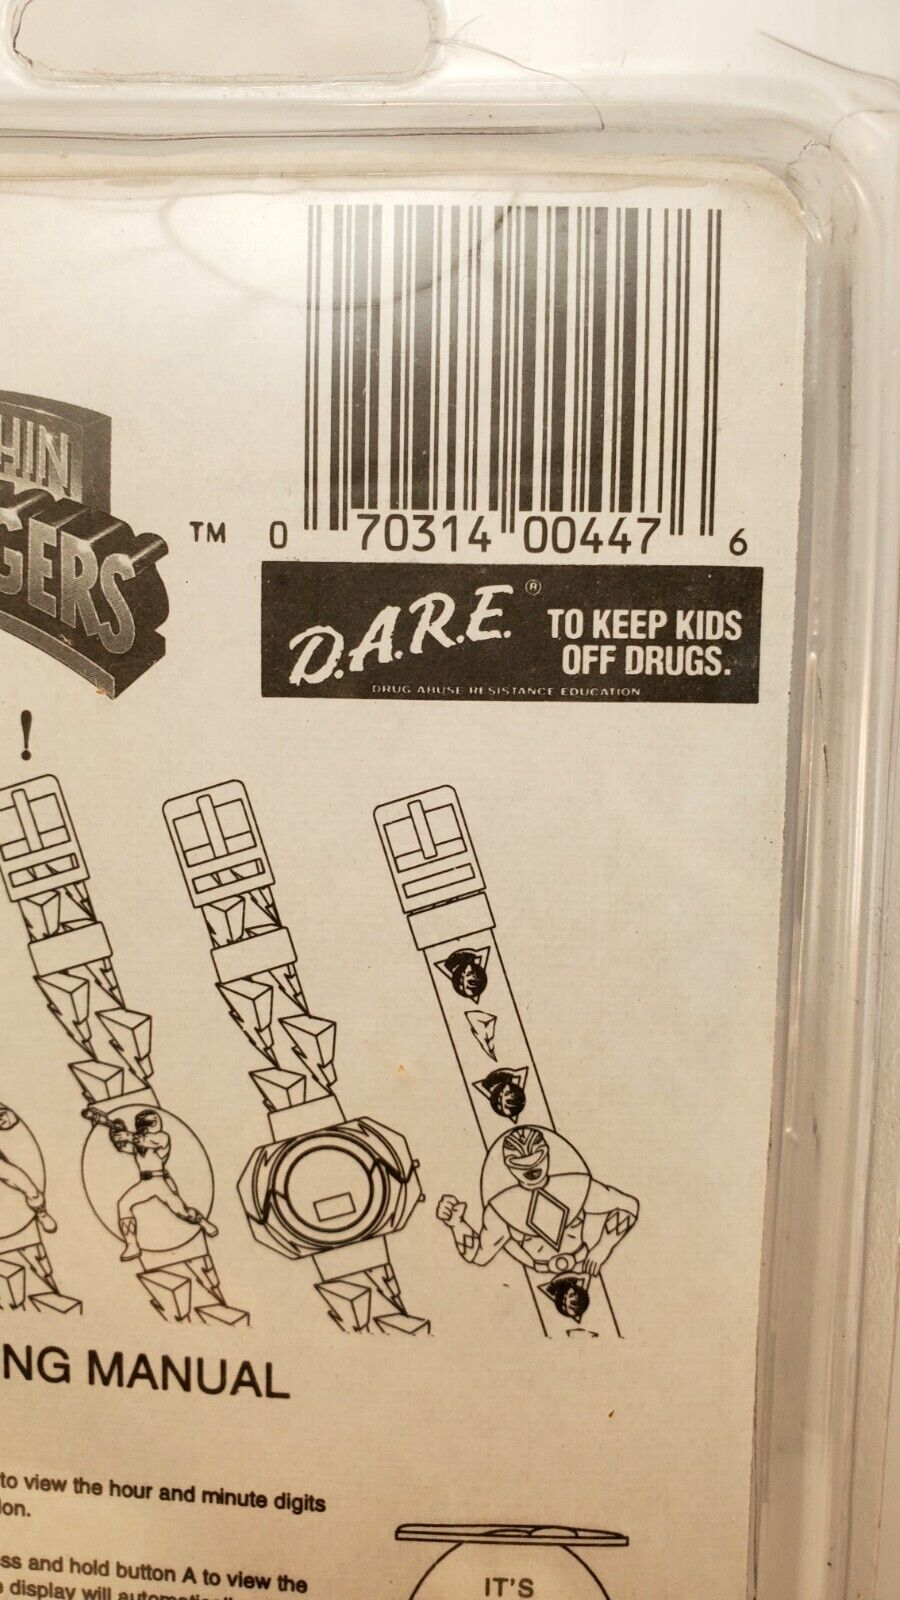 HIN
GERS
TM
0 70314 00447 6
D.A.R.E.® TO KEEP KIDS
OFF DRUGS.
DRUG ABUSE RESISTANCE EDUCATION
!
NG MANUAL
to view the hour and minute digits
ion.
ss and hold button A to view the
display will
IT'S